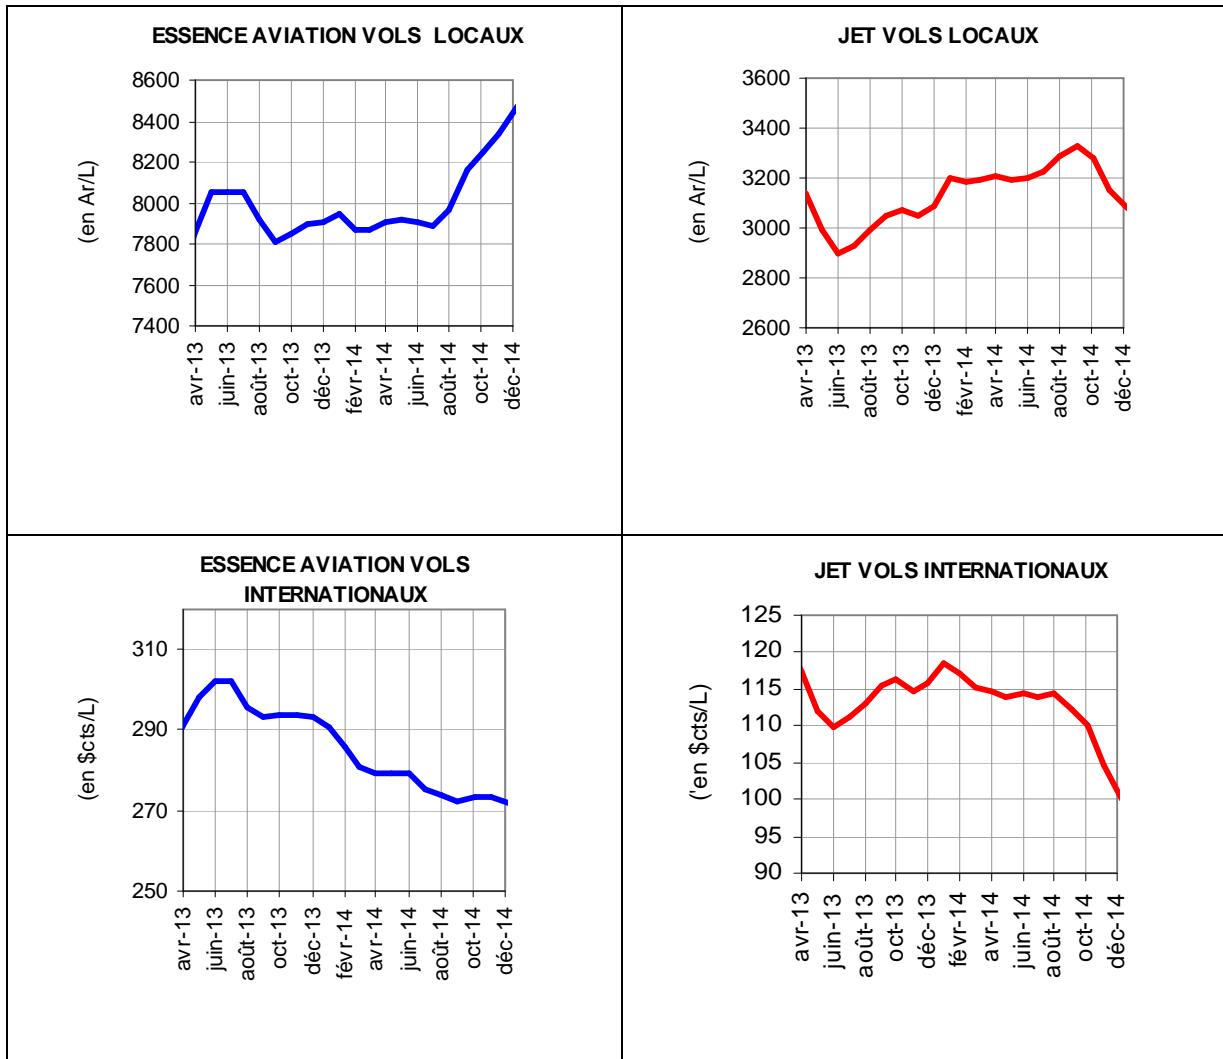 ESSENCE AVIATION VOLS LOCAUX
(en Ar/L)
8600
8400
8200
8000
7800
7600
7400
avr-13
juin-13
août-13
oct-13
déc-13
févr-14
avr-14
juin-14
août-14
oct-14
déc-14
JET VOLS LOCAUX
(en Ar/L)
3600
3400
3200
3000
2800
2600
avr-13
juin-13
août-13
oct-13
déc-13
févr-14
avr-14
juin-14
août-14
oct-14
déc-14
ESSENCE AVIATION VOLS
INTERNATIONAUX
(en $cts/L)
310
290
270
250
avr-13
juin-13
août-13
oct-13
déc-13
févr-14
avr-14
juin-14
août-14
oct-14
déc-14
JET VOLS INTERNATIONAUX
('en $cts/L)
125
120
115
110
105
100
95
90
avr-13
juin-13
août-13
oct-13
déc-13
févr-14
avr-14
juin-14
août-14
oct-14
déc-14